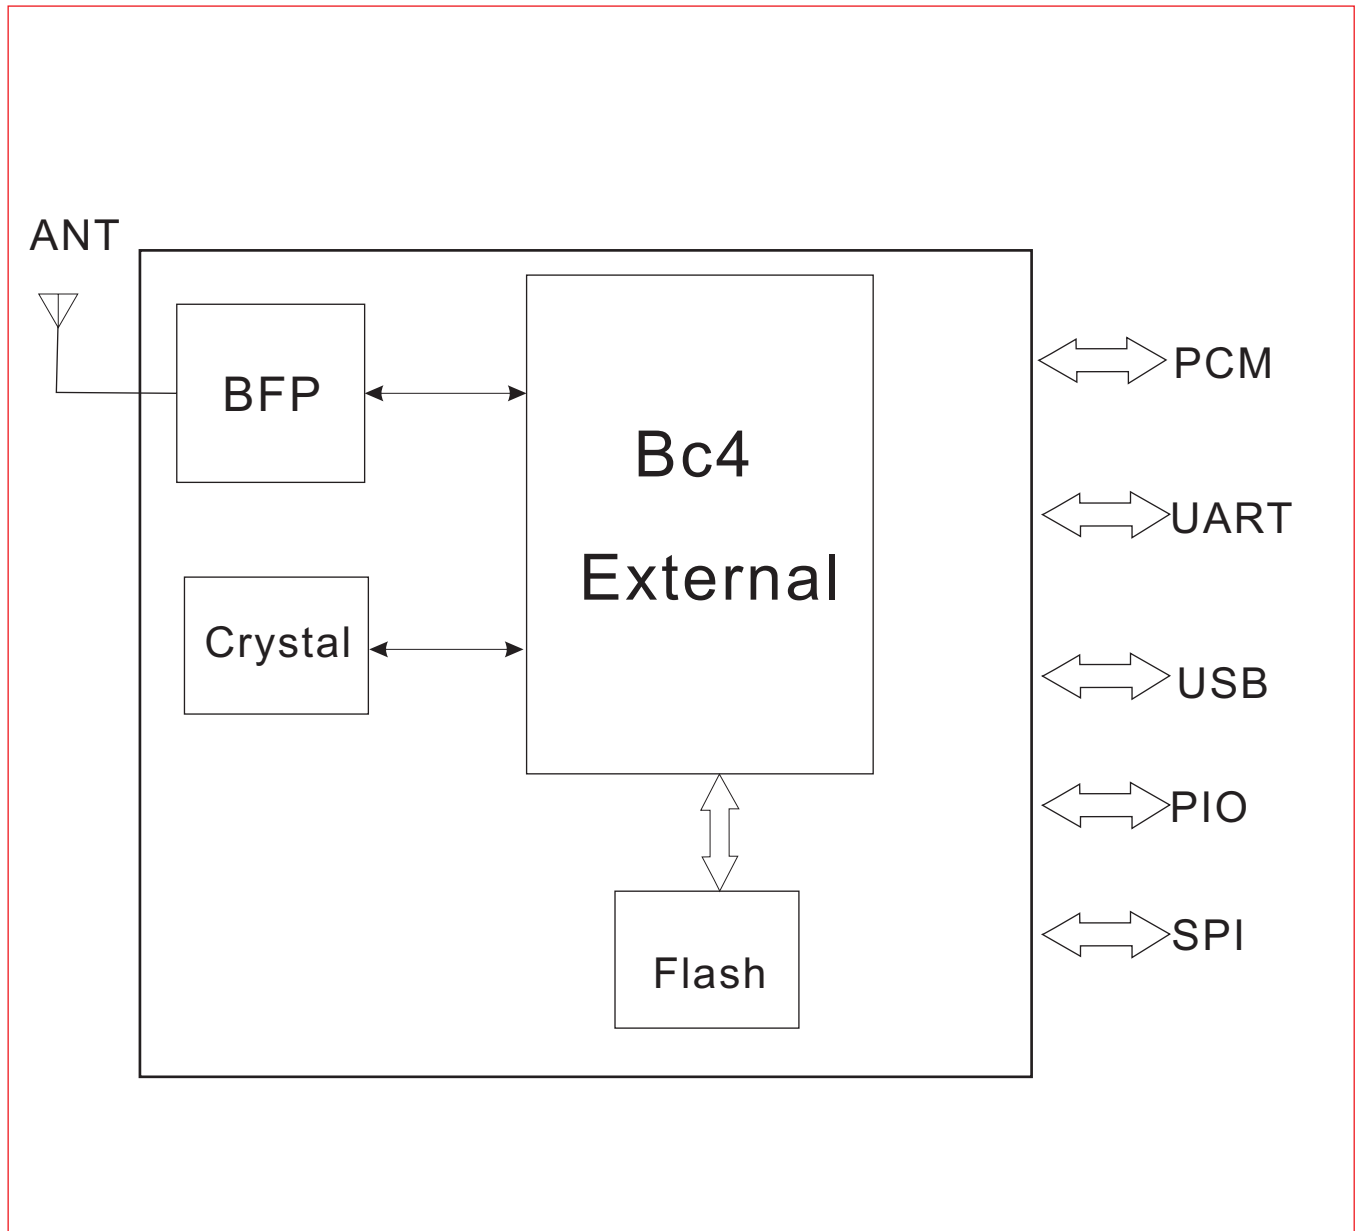 ANT
BFP
Bc4
External
Crystal
Flash
PCM
UART
USB
PIO
SPI